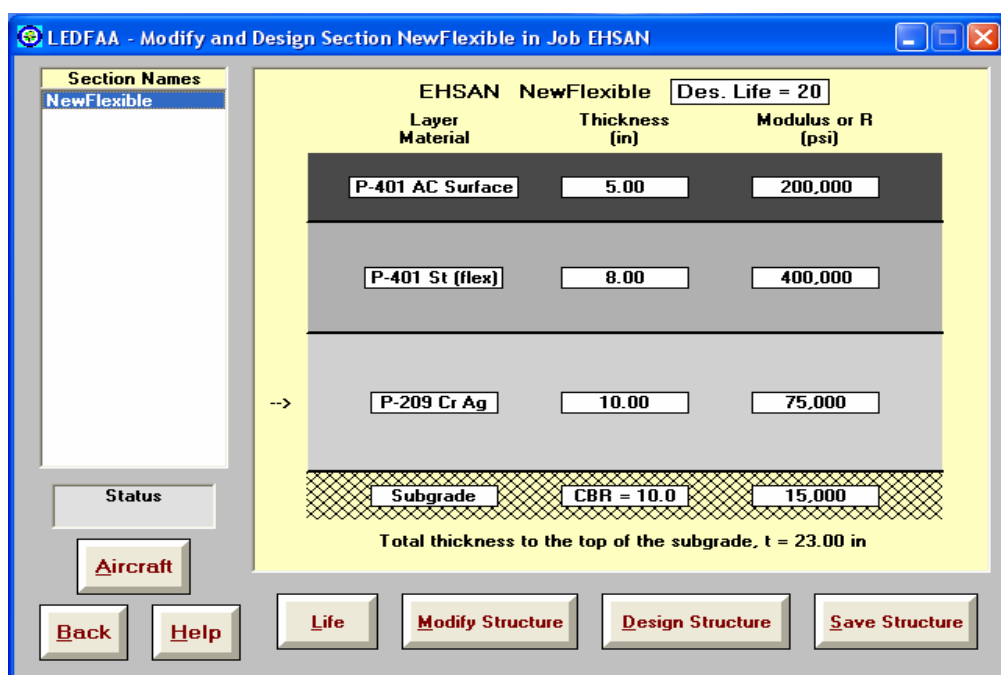 LEDFAA - Modify and Design Section NewFlexible in Job EHSAN
Section Names
NewFlexible
EHSAN NewFlexible Des. Life = 20
Layer Material Thickness (in) Modulus or R (psi)
P-401 AC Surface 5.00 200,000
P-401 St (flex) 8.00 400,000
--> P-209 Cr Ag 10.00 75,000
Subgrade CBR = 10.0 15,000
Total thickness to the top of the subgrade, t = 23.00 in
Status
Aircraft
Back Help
Life Modify Structure Design Structure Save Structure